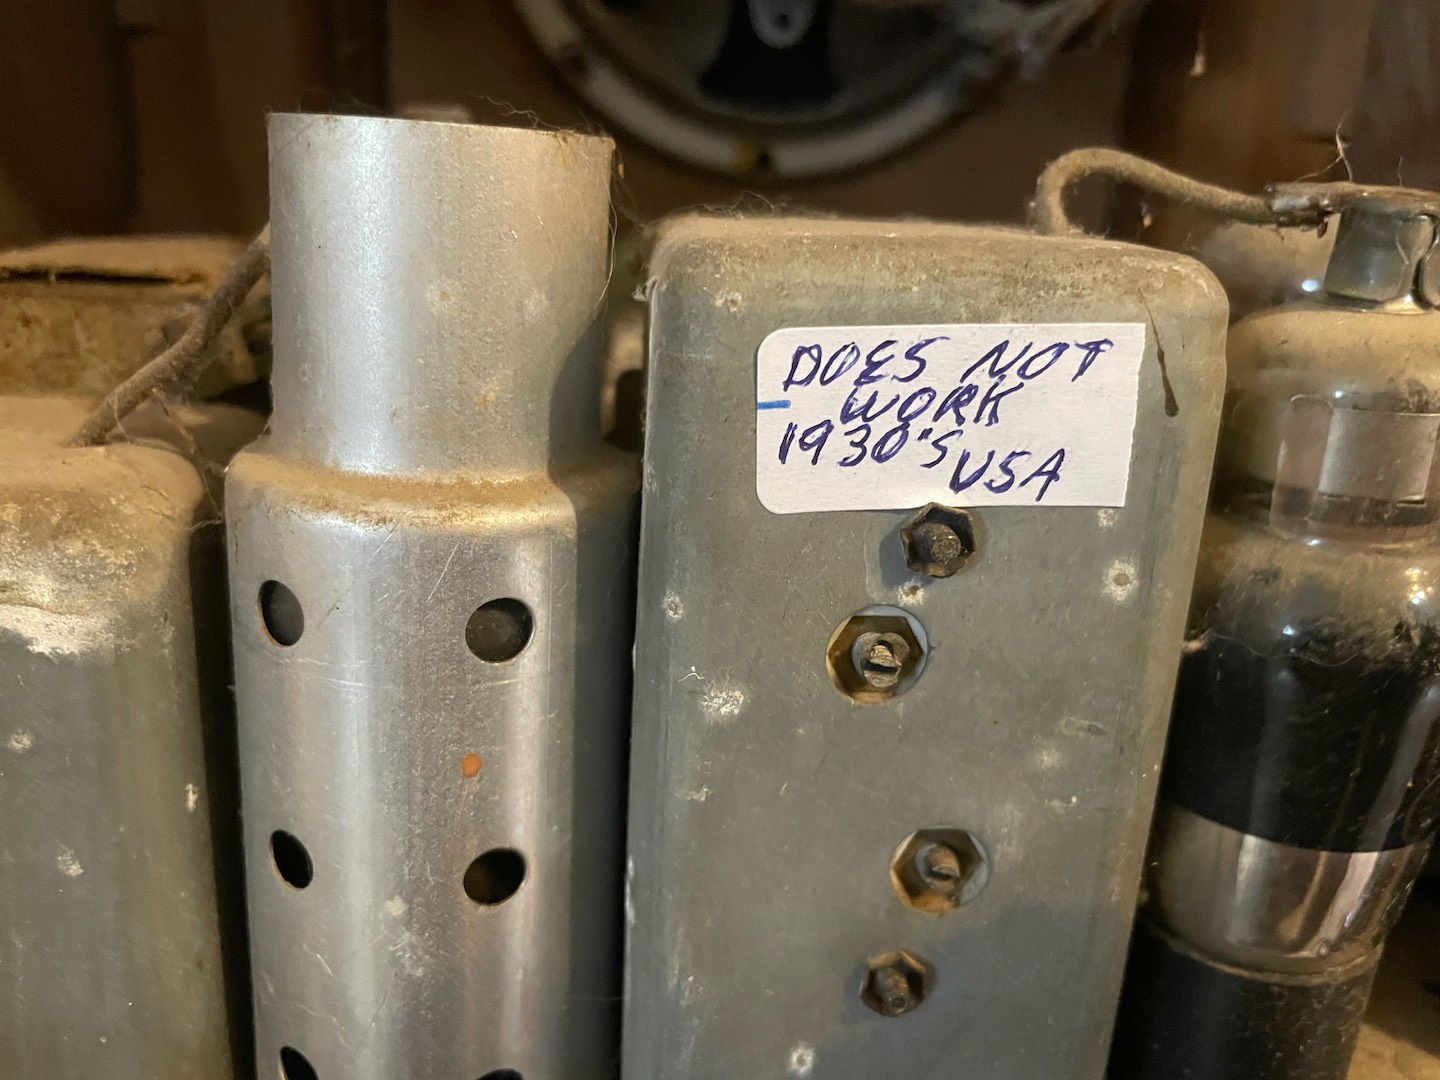 DOES NOT
WORK
1930'S USA